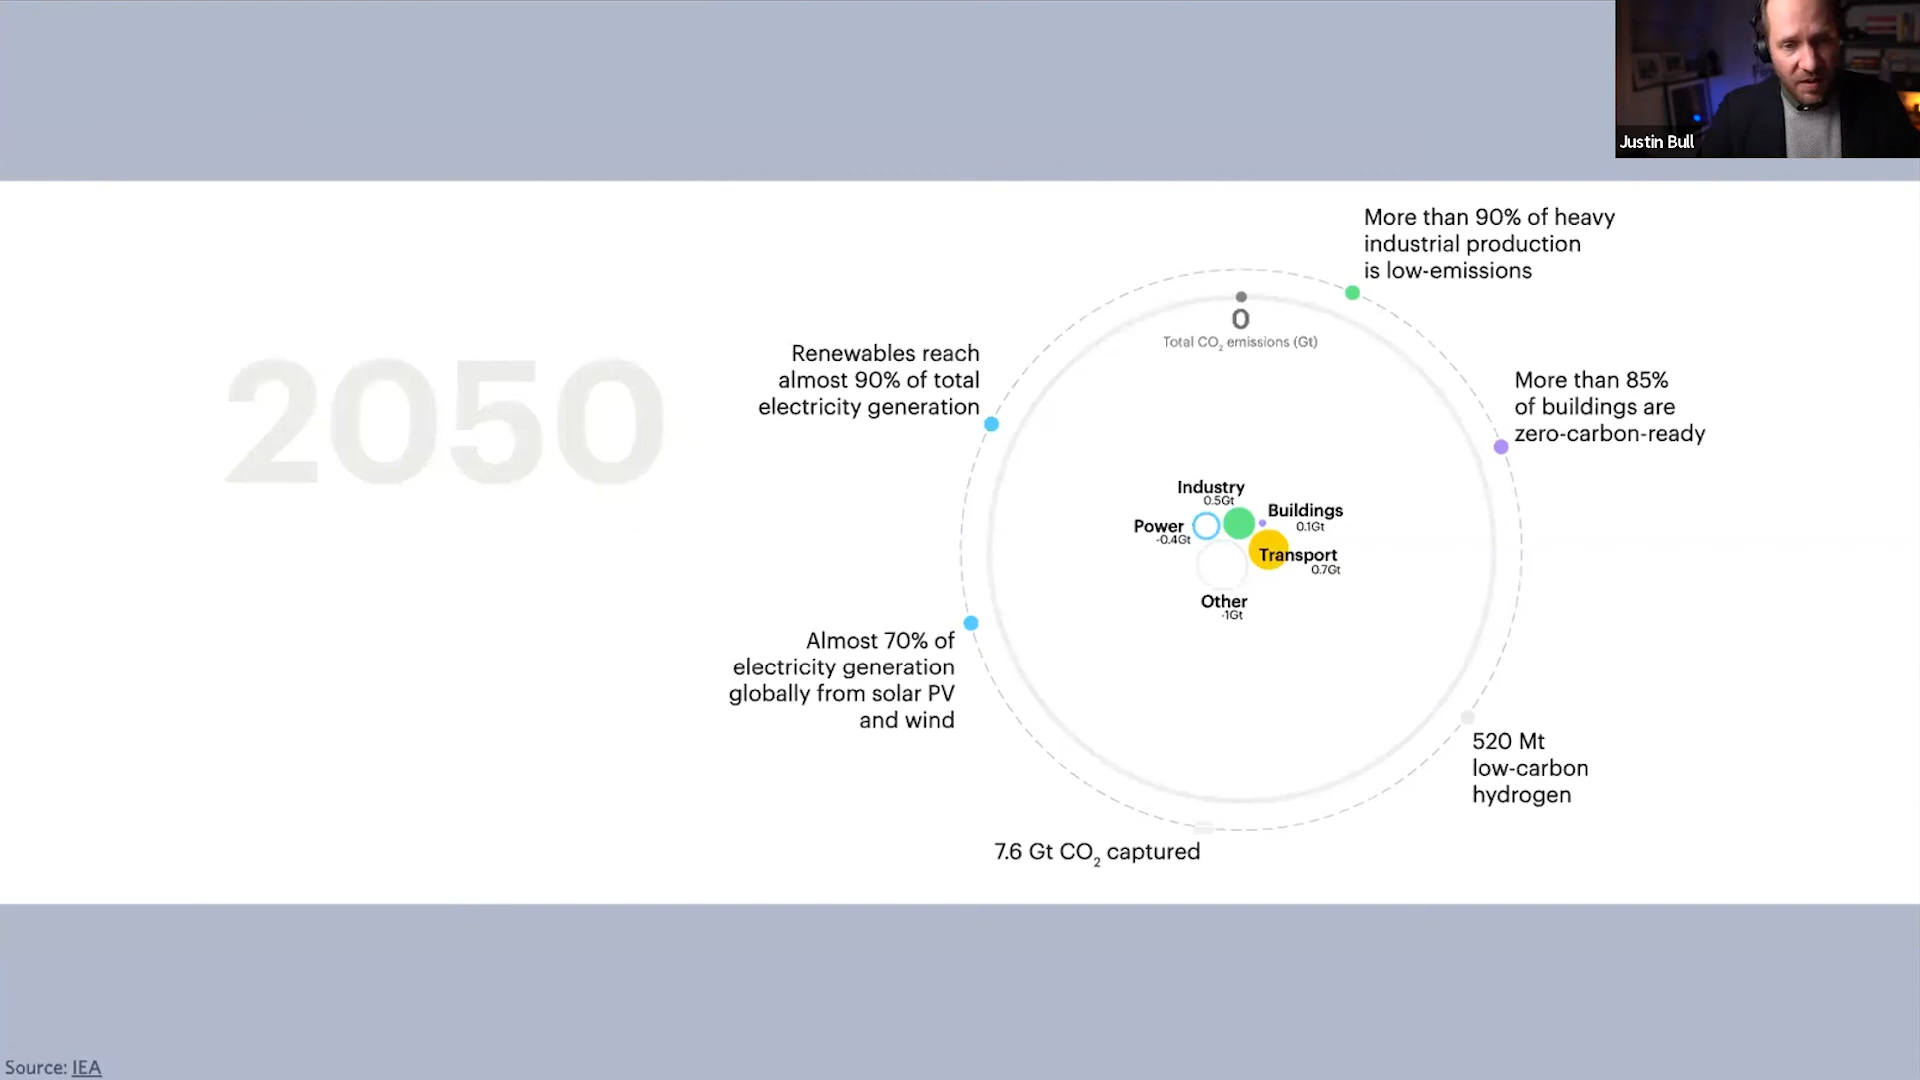 Justin Bull
2050
More than 90% of heavy
industrial production
is low-emissions
0
Total CO₂ emissions (Gt)
Renewables reach
almost 90% of total
electricity generation
More than 85%
of buildings are
zero-carbon-ready
Industry
0.5Gt
Buildings
0.1Gt
Power
-0.4Gt
Transport
0.7Gt
Other
-1Gt
Almost 70% of
electricity generation
globally from solar PV
and wind
520 Mt
low-carbon
hydrogen
7.6 Gt CO₂ captured
Source: IEA